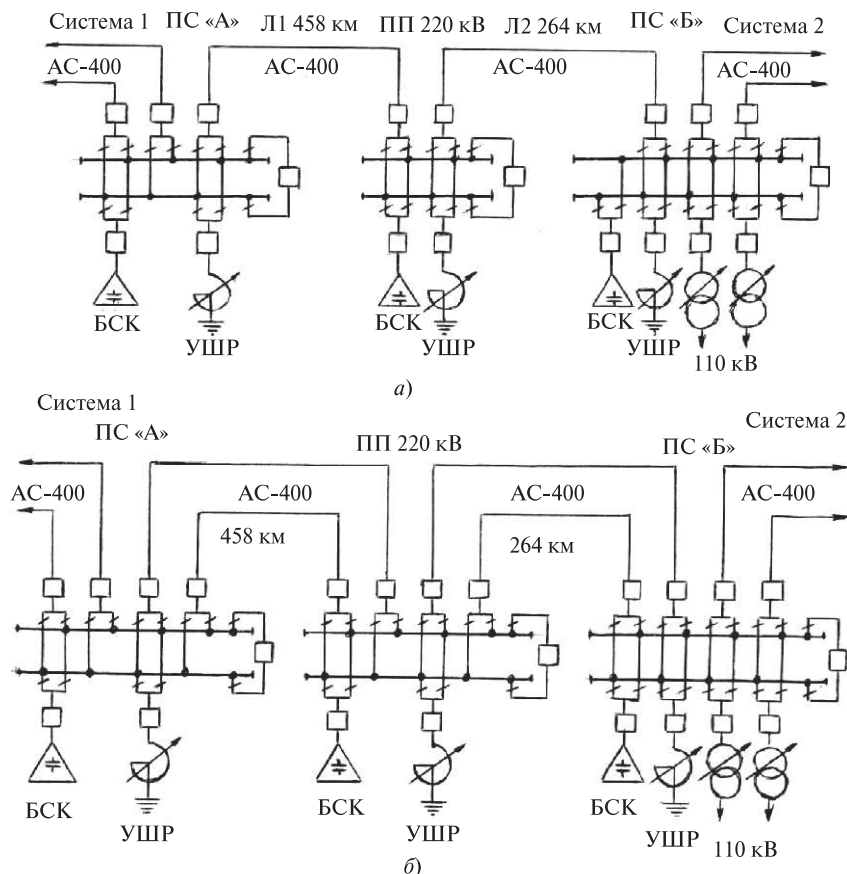 Система 1 ПС «А» Л1 458 км ПП 220 кВ Л2 264 км ПС «Б» Система 2
АС-400 АС-400 АС-400 АС-400
БСК УШР БСК УШР БСК УШР 110 кВ
а)
Система 1 Система 2
ПС «А» ПП 220 кВ ПС «Б»
АС-400 АС-400 АС-400 АС-400
458 км 264 км
БСК УШР БСК УШР БСК УШР 110 кВ
б)